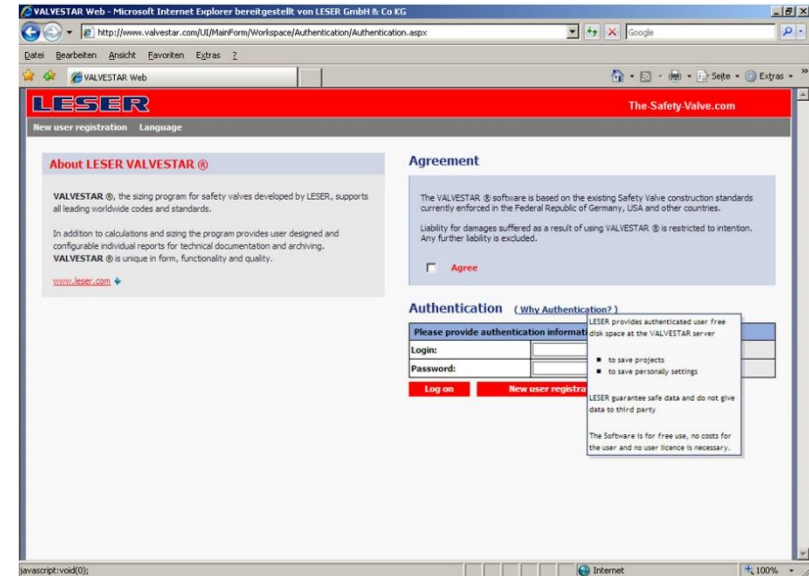 VALVESTAR Web - Microsoft Internet Explorer bereitgestellt von LESER GmbH & Co KG
http://www.valvestar.com/UI/MainForm/Workspace/Authentication/Authentication.aspx
Google
Datei Bearbeiten Ansicht Favoriten Extras ?
VALVESTAR Web
Seite Extras
LESER
The-Safety-Valve.com
New user registration Language
About LESER VALVESTAR ®
VALVESTAR ®, the sizing program for safety valves developed by LESER, supports
all leading worldwide codes and standards.
In addition to calculations and sizing the program provides user designed and
configurable individual reports for technical documentation and archiving.
VALVESTAR ® is unique in form, functionality and quality.
www.leser.com
Agreement
The VALVESTAR ® software is based on the existing Safety Valve construction standards
currently enforced in the Federal Republic of Germany, USA and other countries.
Liability for damages suffered as a result of using VALVESTAR ® is restricted to intention.
Any further liability is excluded.
Agree
Authentication (Why Authentication?)
Please provide authentication informati
Login:
Password:
Log on New user registra
LESER provides authenticated user free
disk space at the VALVESTAR server
to save projects
to save personally settings
LESER guarantee safe data and do not give
data to third party
The Software is for free use, no costs for
the user and no user licence is necessary.
javascript:void(0);
Internet
100%